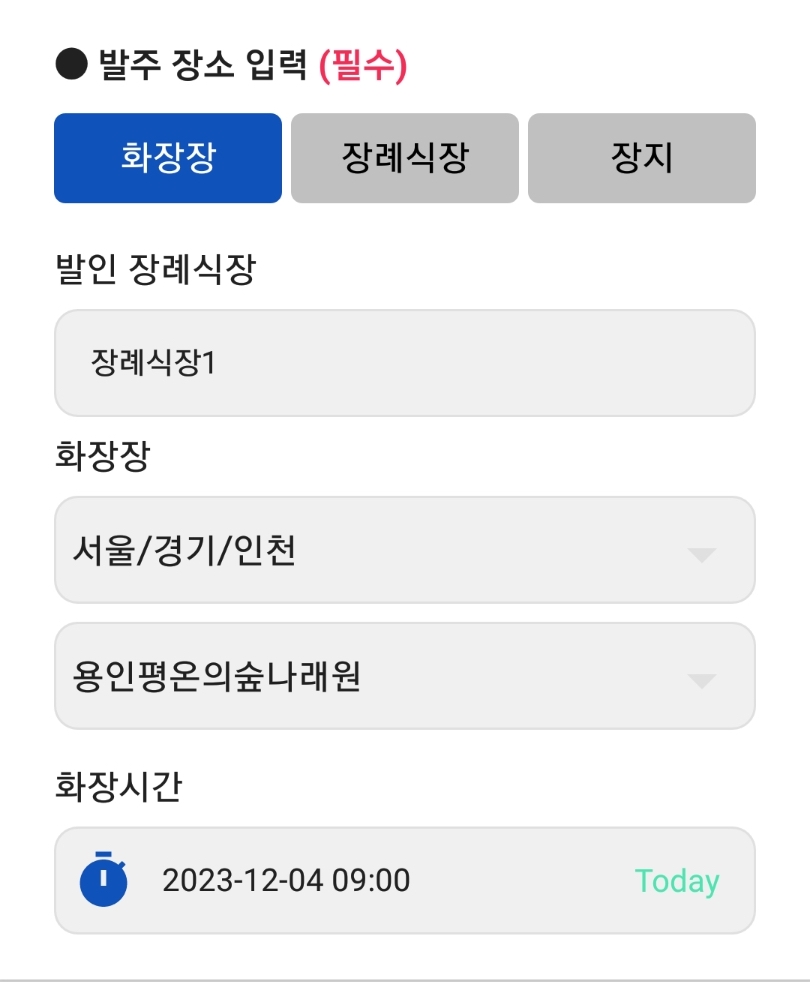 ● 발주 장소 입력 (필수)
화장장 장례식장 장지
발인 장례식장
장례식장1
화장장
서울/경기/인천
용인평온의숲나래원
화장시간
2023-12-04 09:00 Today